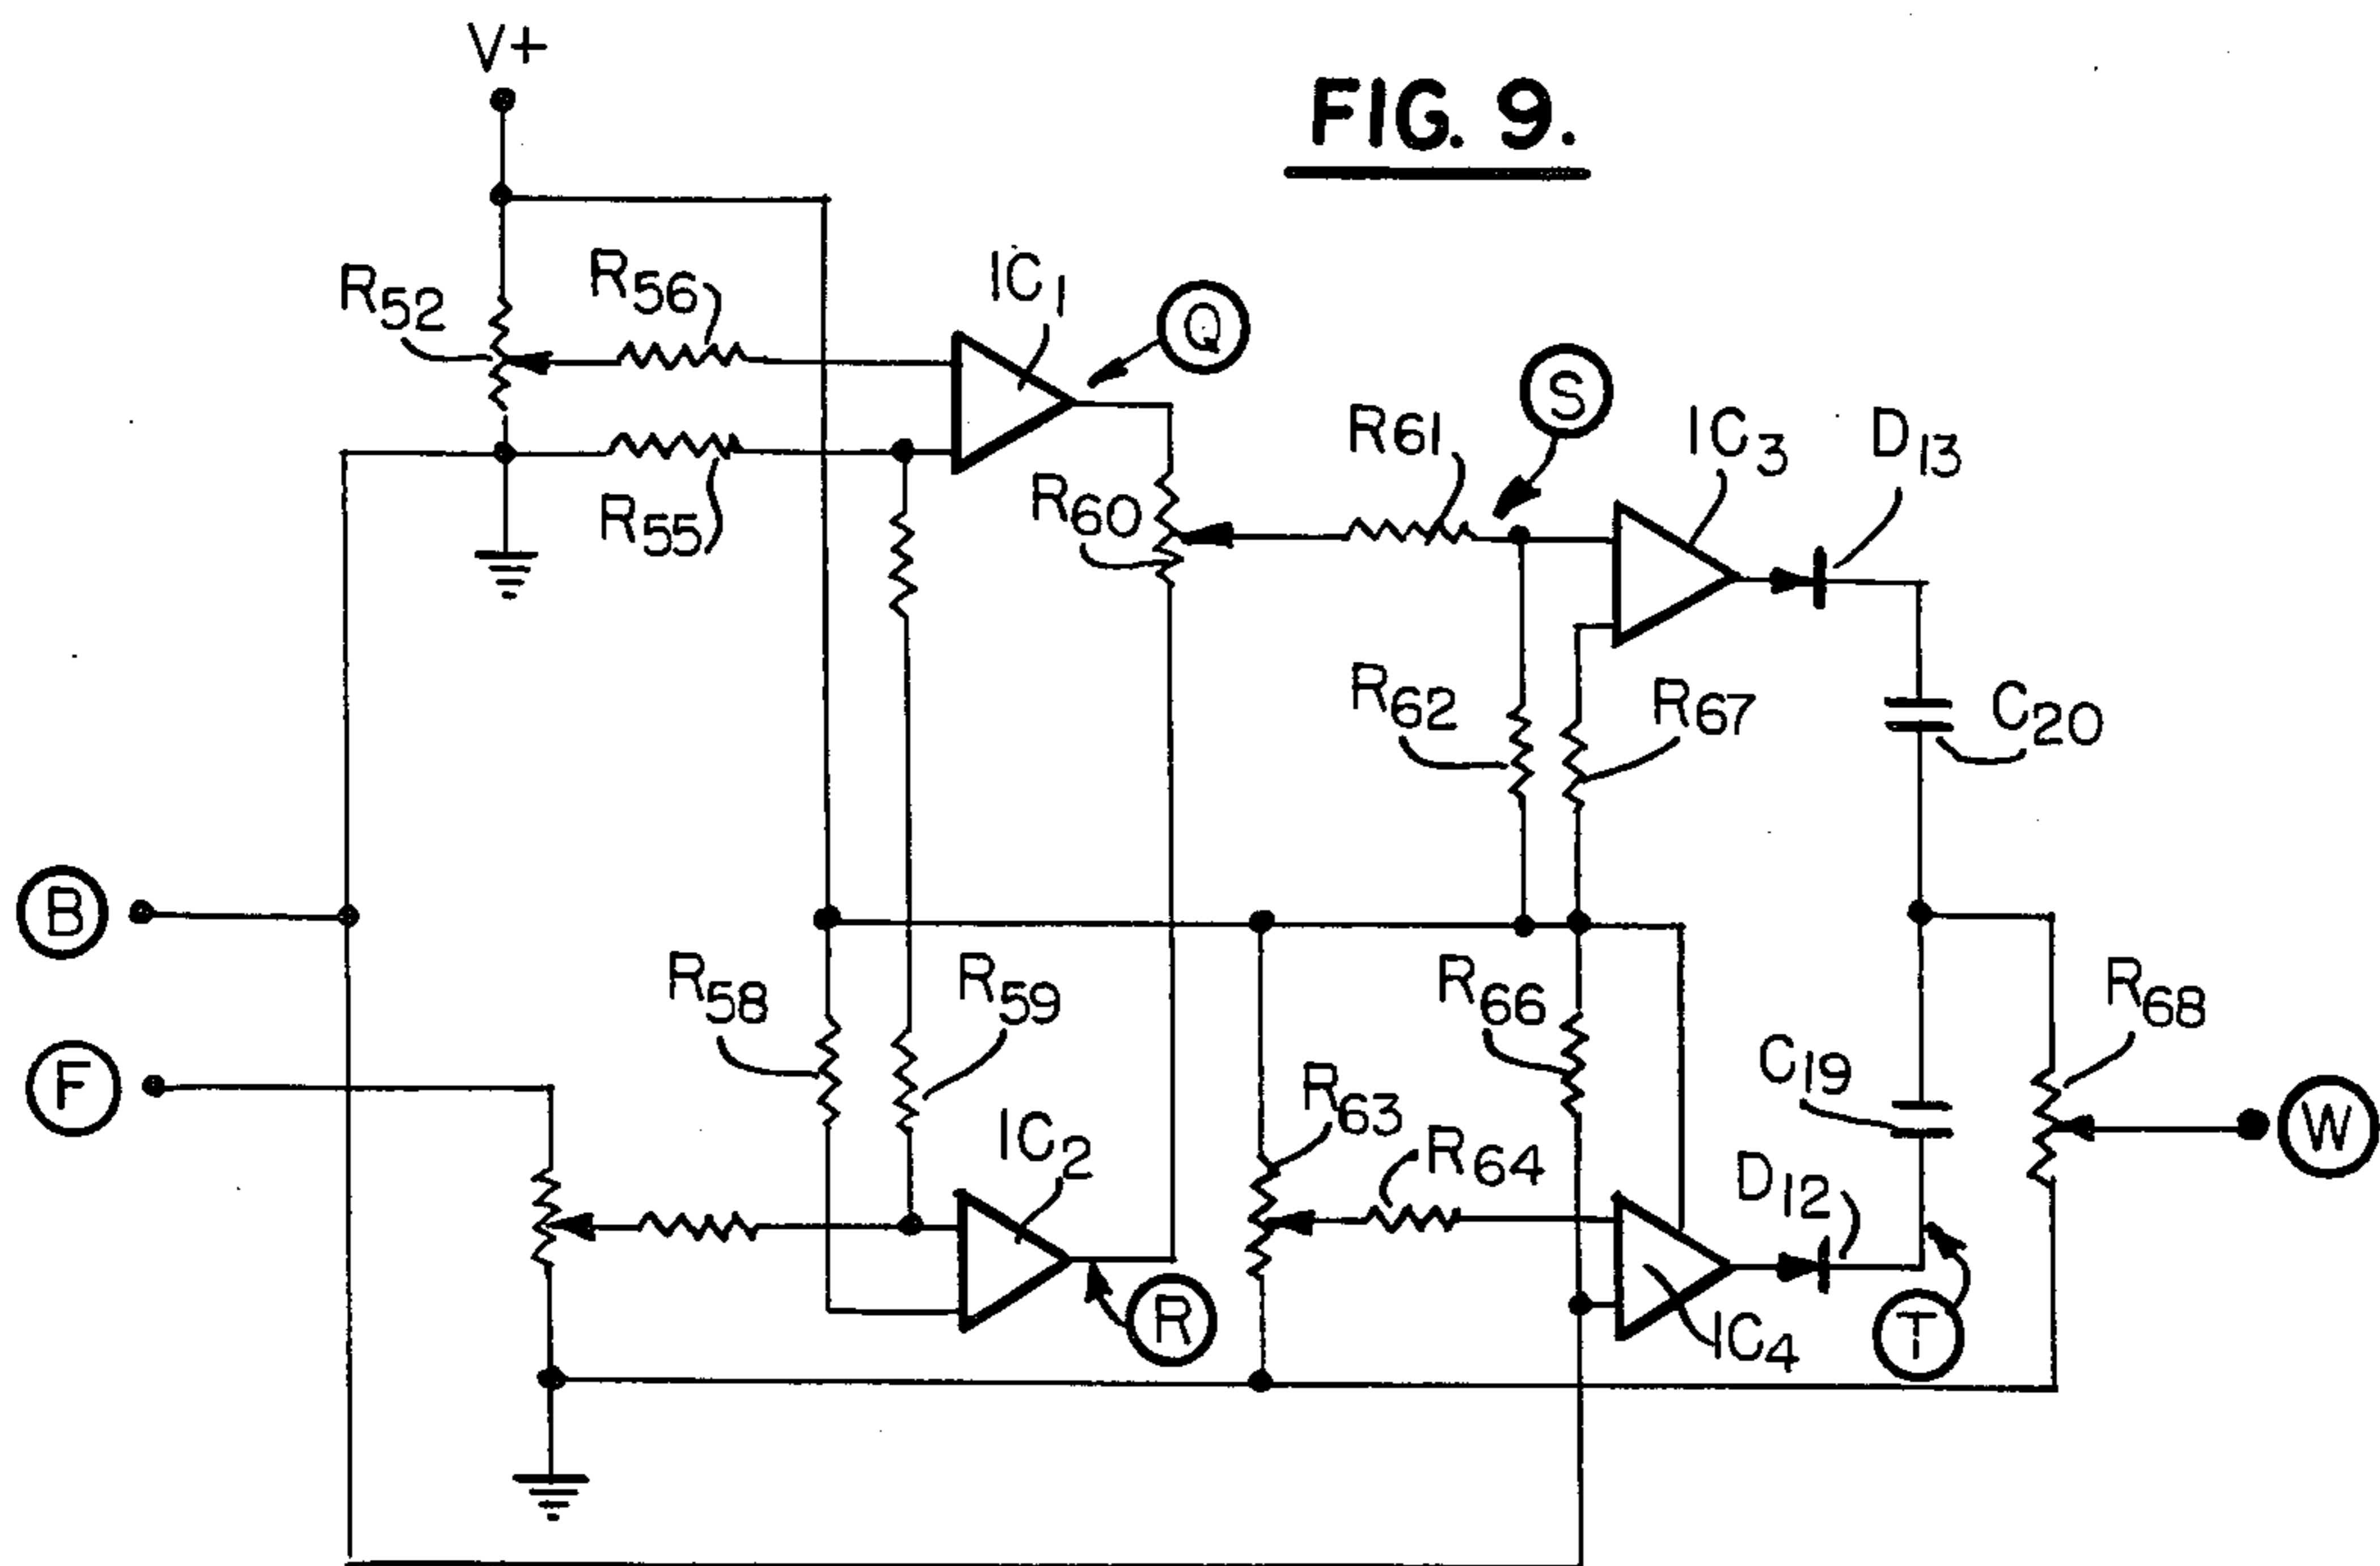 V+
FIG. 9.
R52
R56
IC1
Q
R55
R60
R61
S
IC3
D13
R62
R67
C20
B
F
R58
R59
R66
R68
C19
R63
R64
D12
W
IC2
R
IC4
T